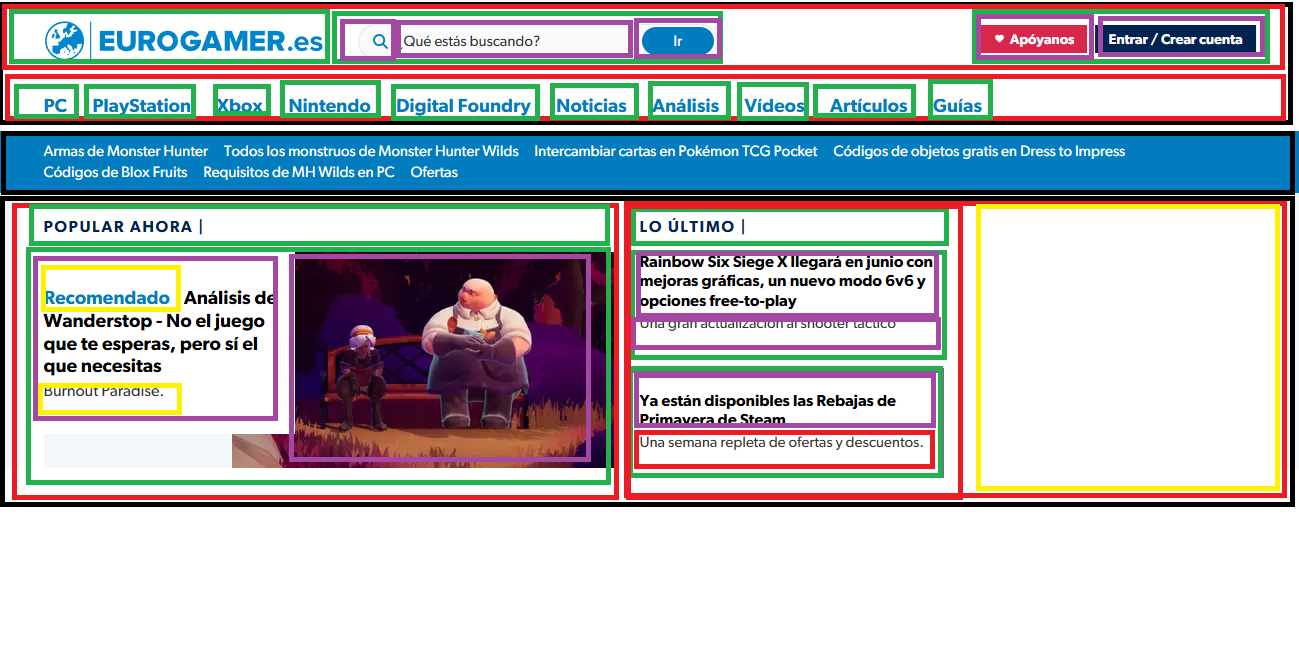 EUROGAMER.es
¿Qué estás buscando?
Ir
Apóyanos
Entrar / Crear cuenta
PC PlayStation Xbox Nintendo Digital Foundry Noticias Análisis Vídeos Artículos Guías
Armas de Monster Hunter Todos los monstruos de Monster Hunter Wilds Intercambiar cartas en Pokémon TCG Pocket Códigos de objetos gratis en Dress to Impress
Códigos de Blox Fruits Requisitos de MH Wilds en PC Ofertas
POPULAR AHORA |
Recomendado Análisis de
Wanderstop - No el juego
que te esperas, pero sí el
que necesitas
Burnout Paradise.
LO ÚLTIMO |
Rainbow Six Siege X llegará en junio con
mejoras gráficas, un nuevo modo 6v6 y
opciones free-to-play
Una gran actualización al shooter táctico
Ya están disponibles las Rebajas de
Primavera de Steam
Una semana repleta de ofertas y descuentos.